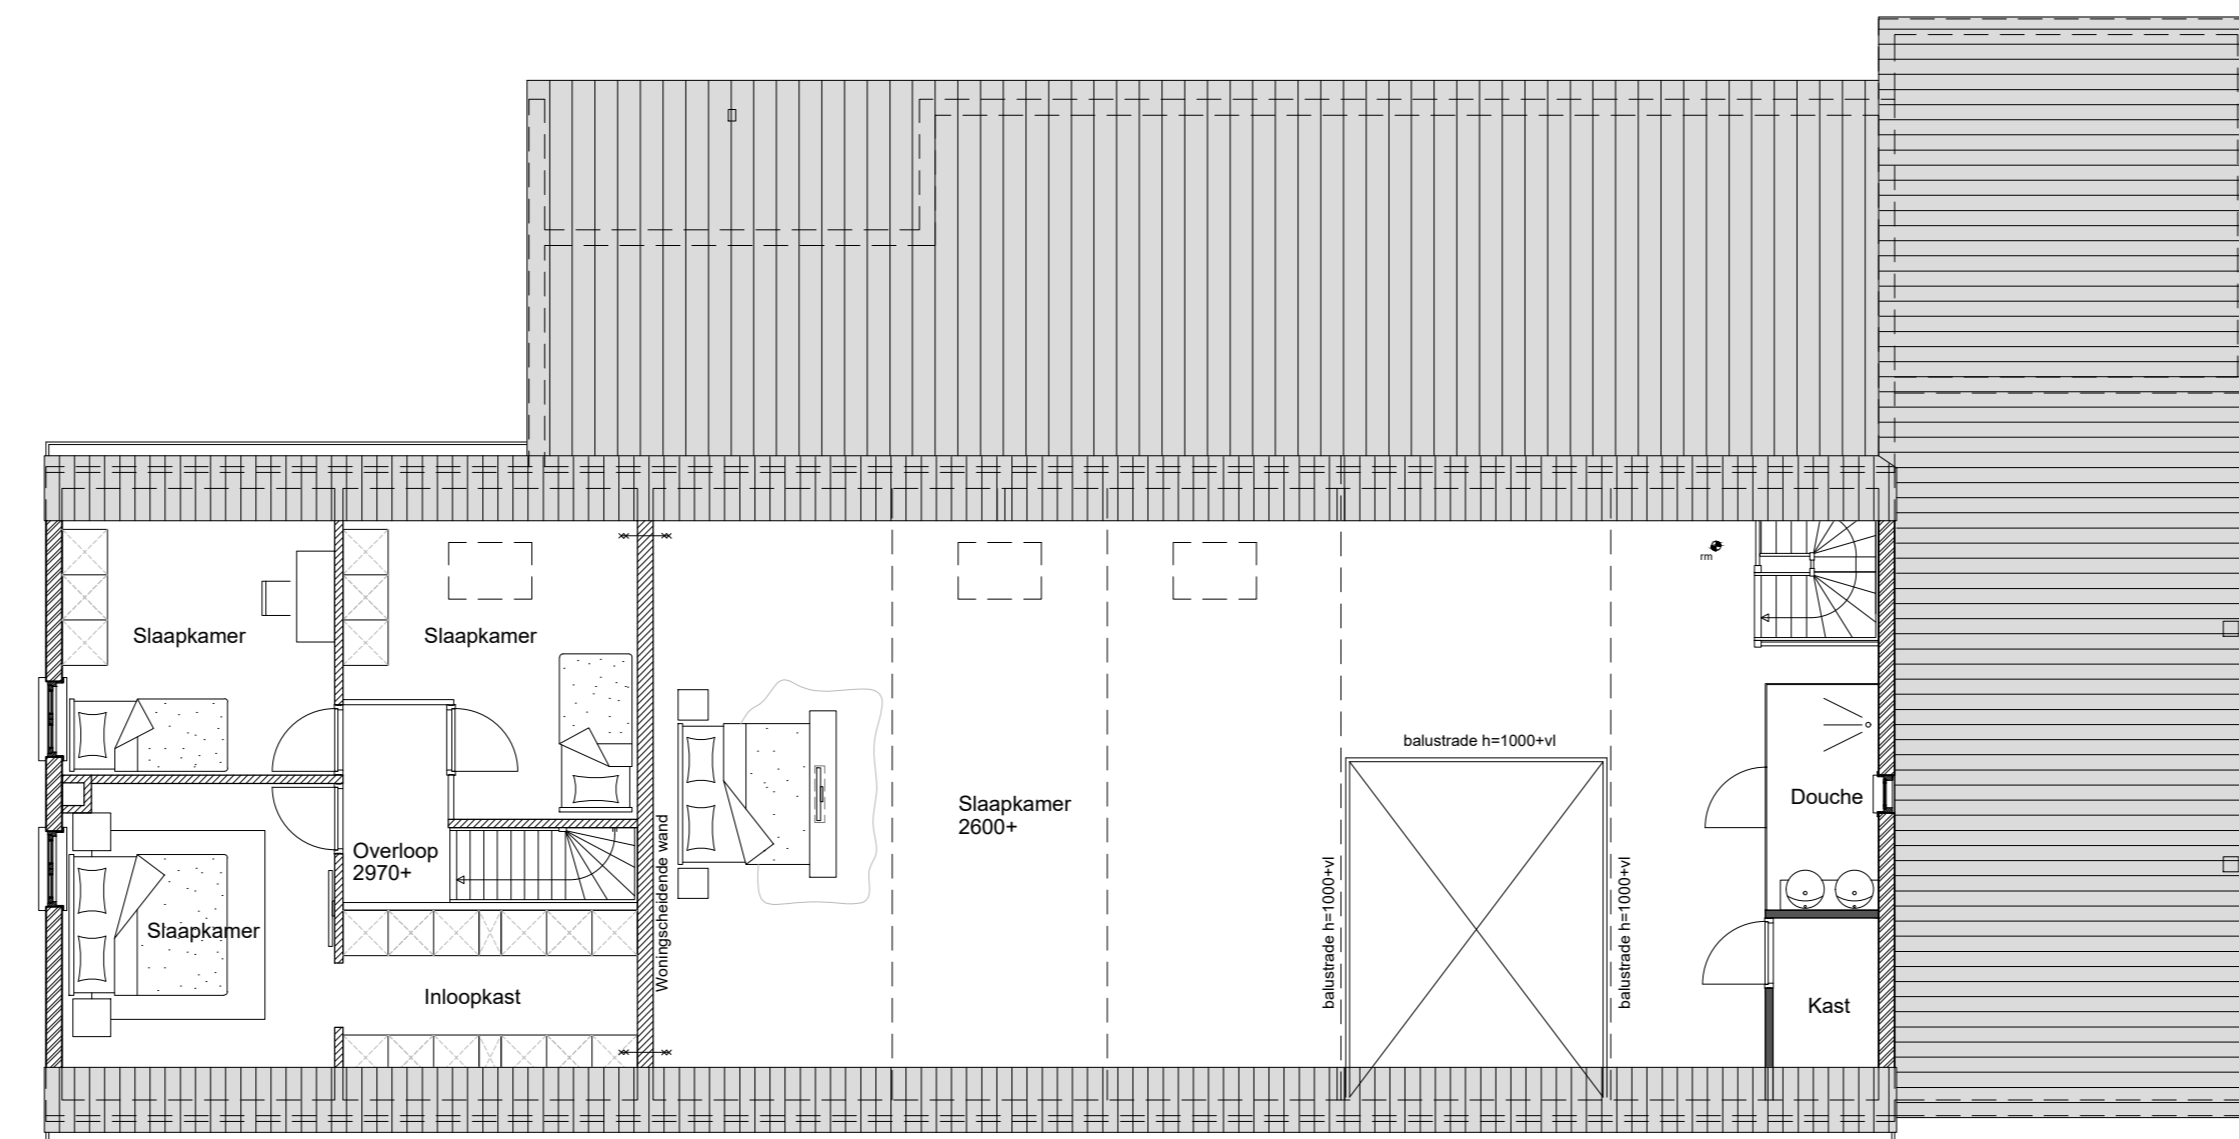 rm
Slaapkamer
Slaapkamer
balustrade h=1000+vl
Douche
Slaapkamer
2600+
Overloop
2970+
Woningscheidende wand
balustrade h=1000+vl
balustrade h=1000+vl
Slaapkamer
Inloopkast
Kast